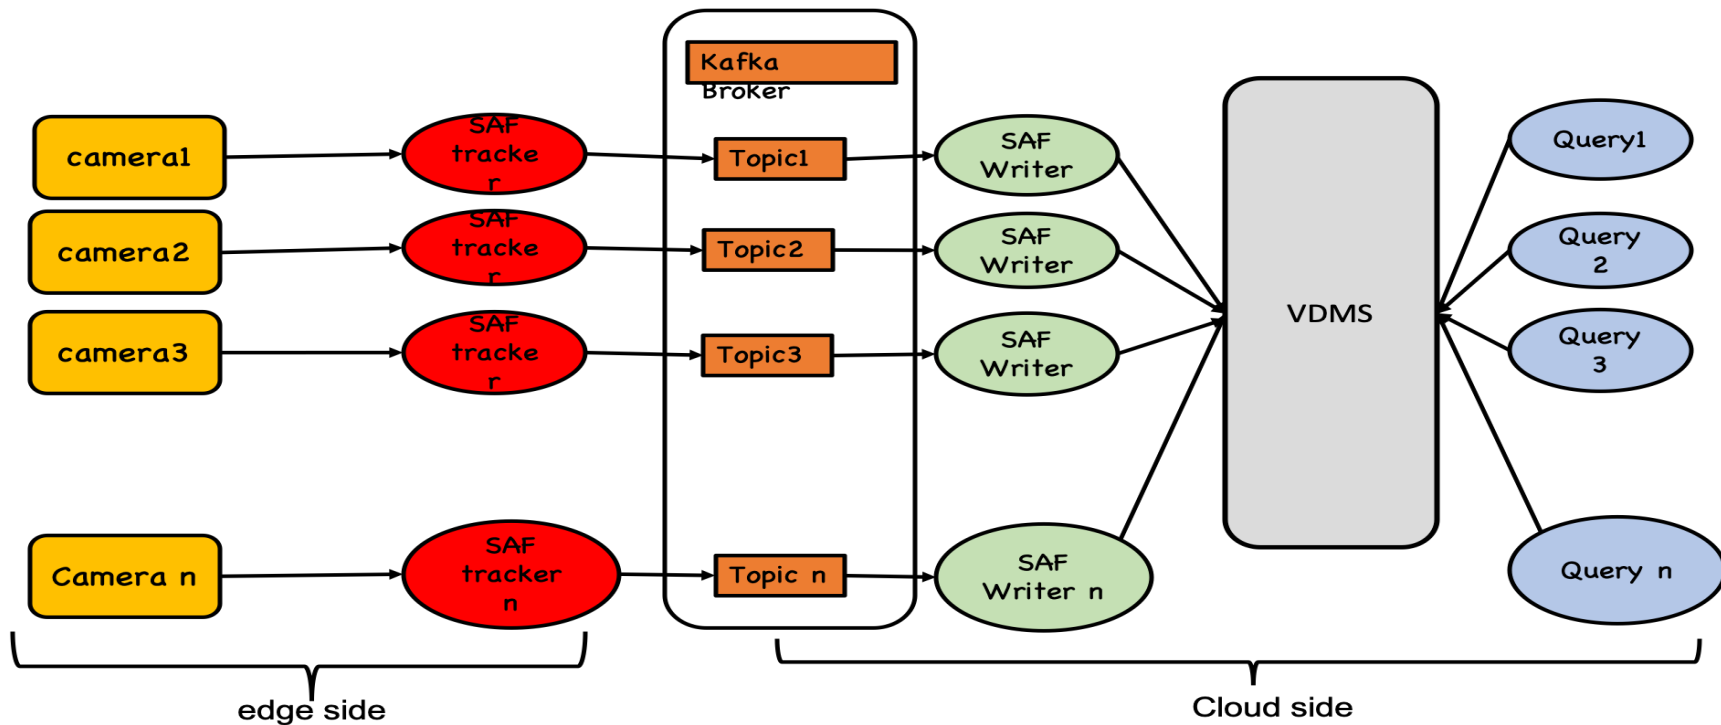 Kafka
Broker
camera1
SAF
tracke
r
Topic1
SAF
Writer
Query1
camera2
SAF
tracke
r
Topic2
SAF
Writer
Query
2
camera3
SAF
tracke
r
Topic3
SAF
Writer
VDMS
Query
3
Camera n
SAF
tracker
n
Topic n
SAF
Writer n
Query n
edge side
Cloud side